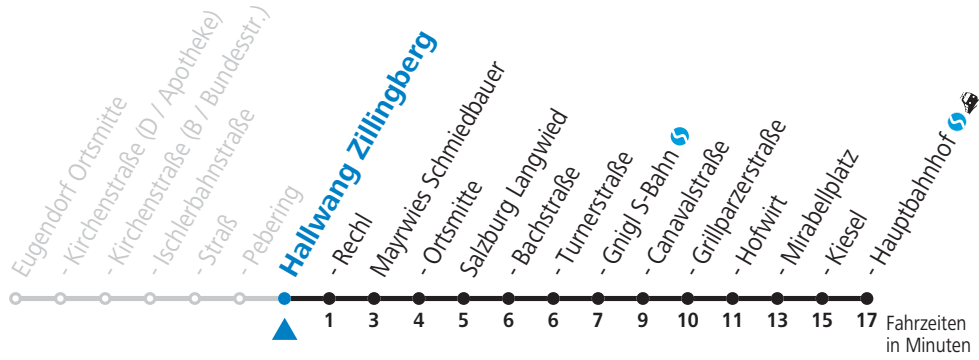 Eugendorf Ortsmitte
- Kirchenstraße (D / Apotheke)
- Kirchenstraße (B / Bundesstr.)
- Ischlerbahnstraße
- Straß
- Pebering
Hallwang Zillingberg
- Rechl
Mayrwies Schmiedbauer
- Ortsmitte
Salzburg Langwied
- Bachstraße
- Turnerstraße
- Gnigl S-Bahn
- Canavalstraße
- Grillparzerstraße
- Hofwirt
- Mirabellplatz
- Kiesel
- Hauptbahnhof
1 3 4 5 6 6 7 9 10 11 13 15 17
Fahrzeiten
in Minuten